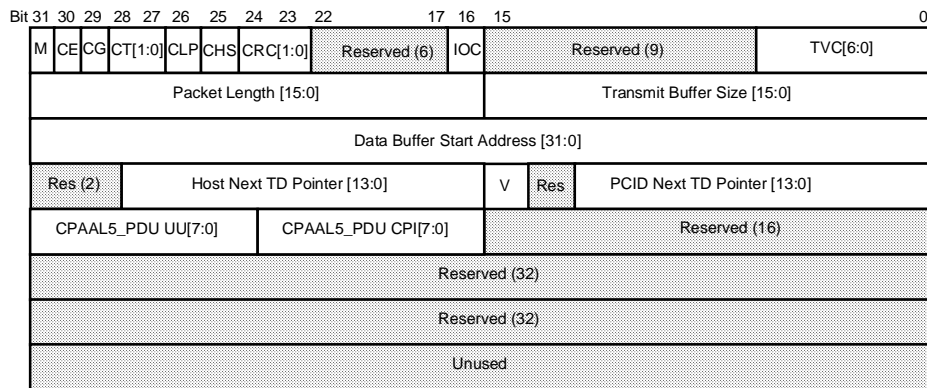 Bit 31 30 29 28 27 26 25 24 23 22 17 16 15 0
M CE CG CT[1:0] CLP CHS CRC[1:0] Reserved (6) IOC Reserved (9) TVC[6:0]
Packet Length [15:0] Transmit Buffer Size [15:0]
Data Buffer Start Address [31:0]
Res (2) Host Next TD Pointer [13:0] V Res PCID Next TD Pointer [13:0]
CPAAL5_PDU UU[7:0] CPAAL5_PDU CPI[7:0] Reserved (16)
Reserved (32)
Reserved (32)
Unused